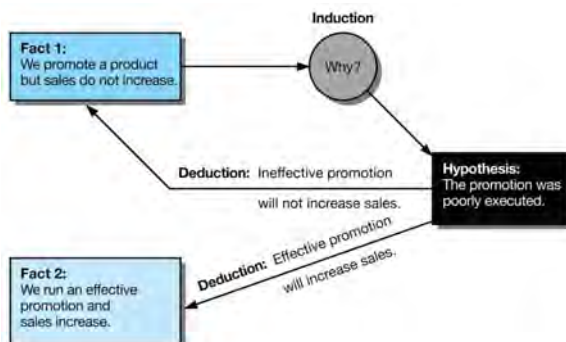 Induction
Fact 1:
We promote a product
but sales do not increase.
Why?
Deduction: Ineffective promotion
will not increase sales.
Hypothesis:
The promotion was
poorly executed.
Deduction: Effective promotion
will increase sales.
Fact 2:
We run an effective
promotion and
sales increase.